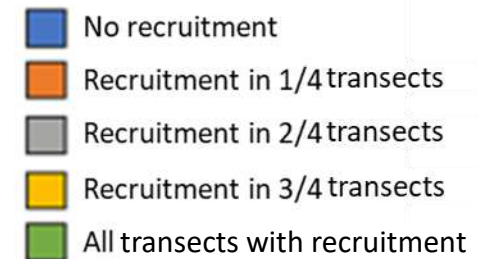 No recruitment
Recruitment in 1/4 transects
Recruitment in 2/4 transects
Recruitment in 3/4 transects
All transects with recruitment